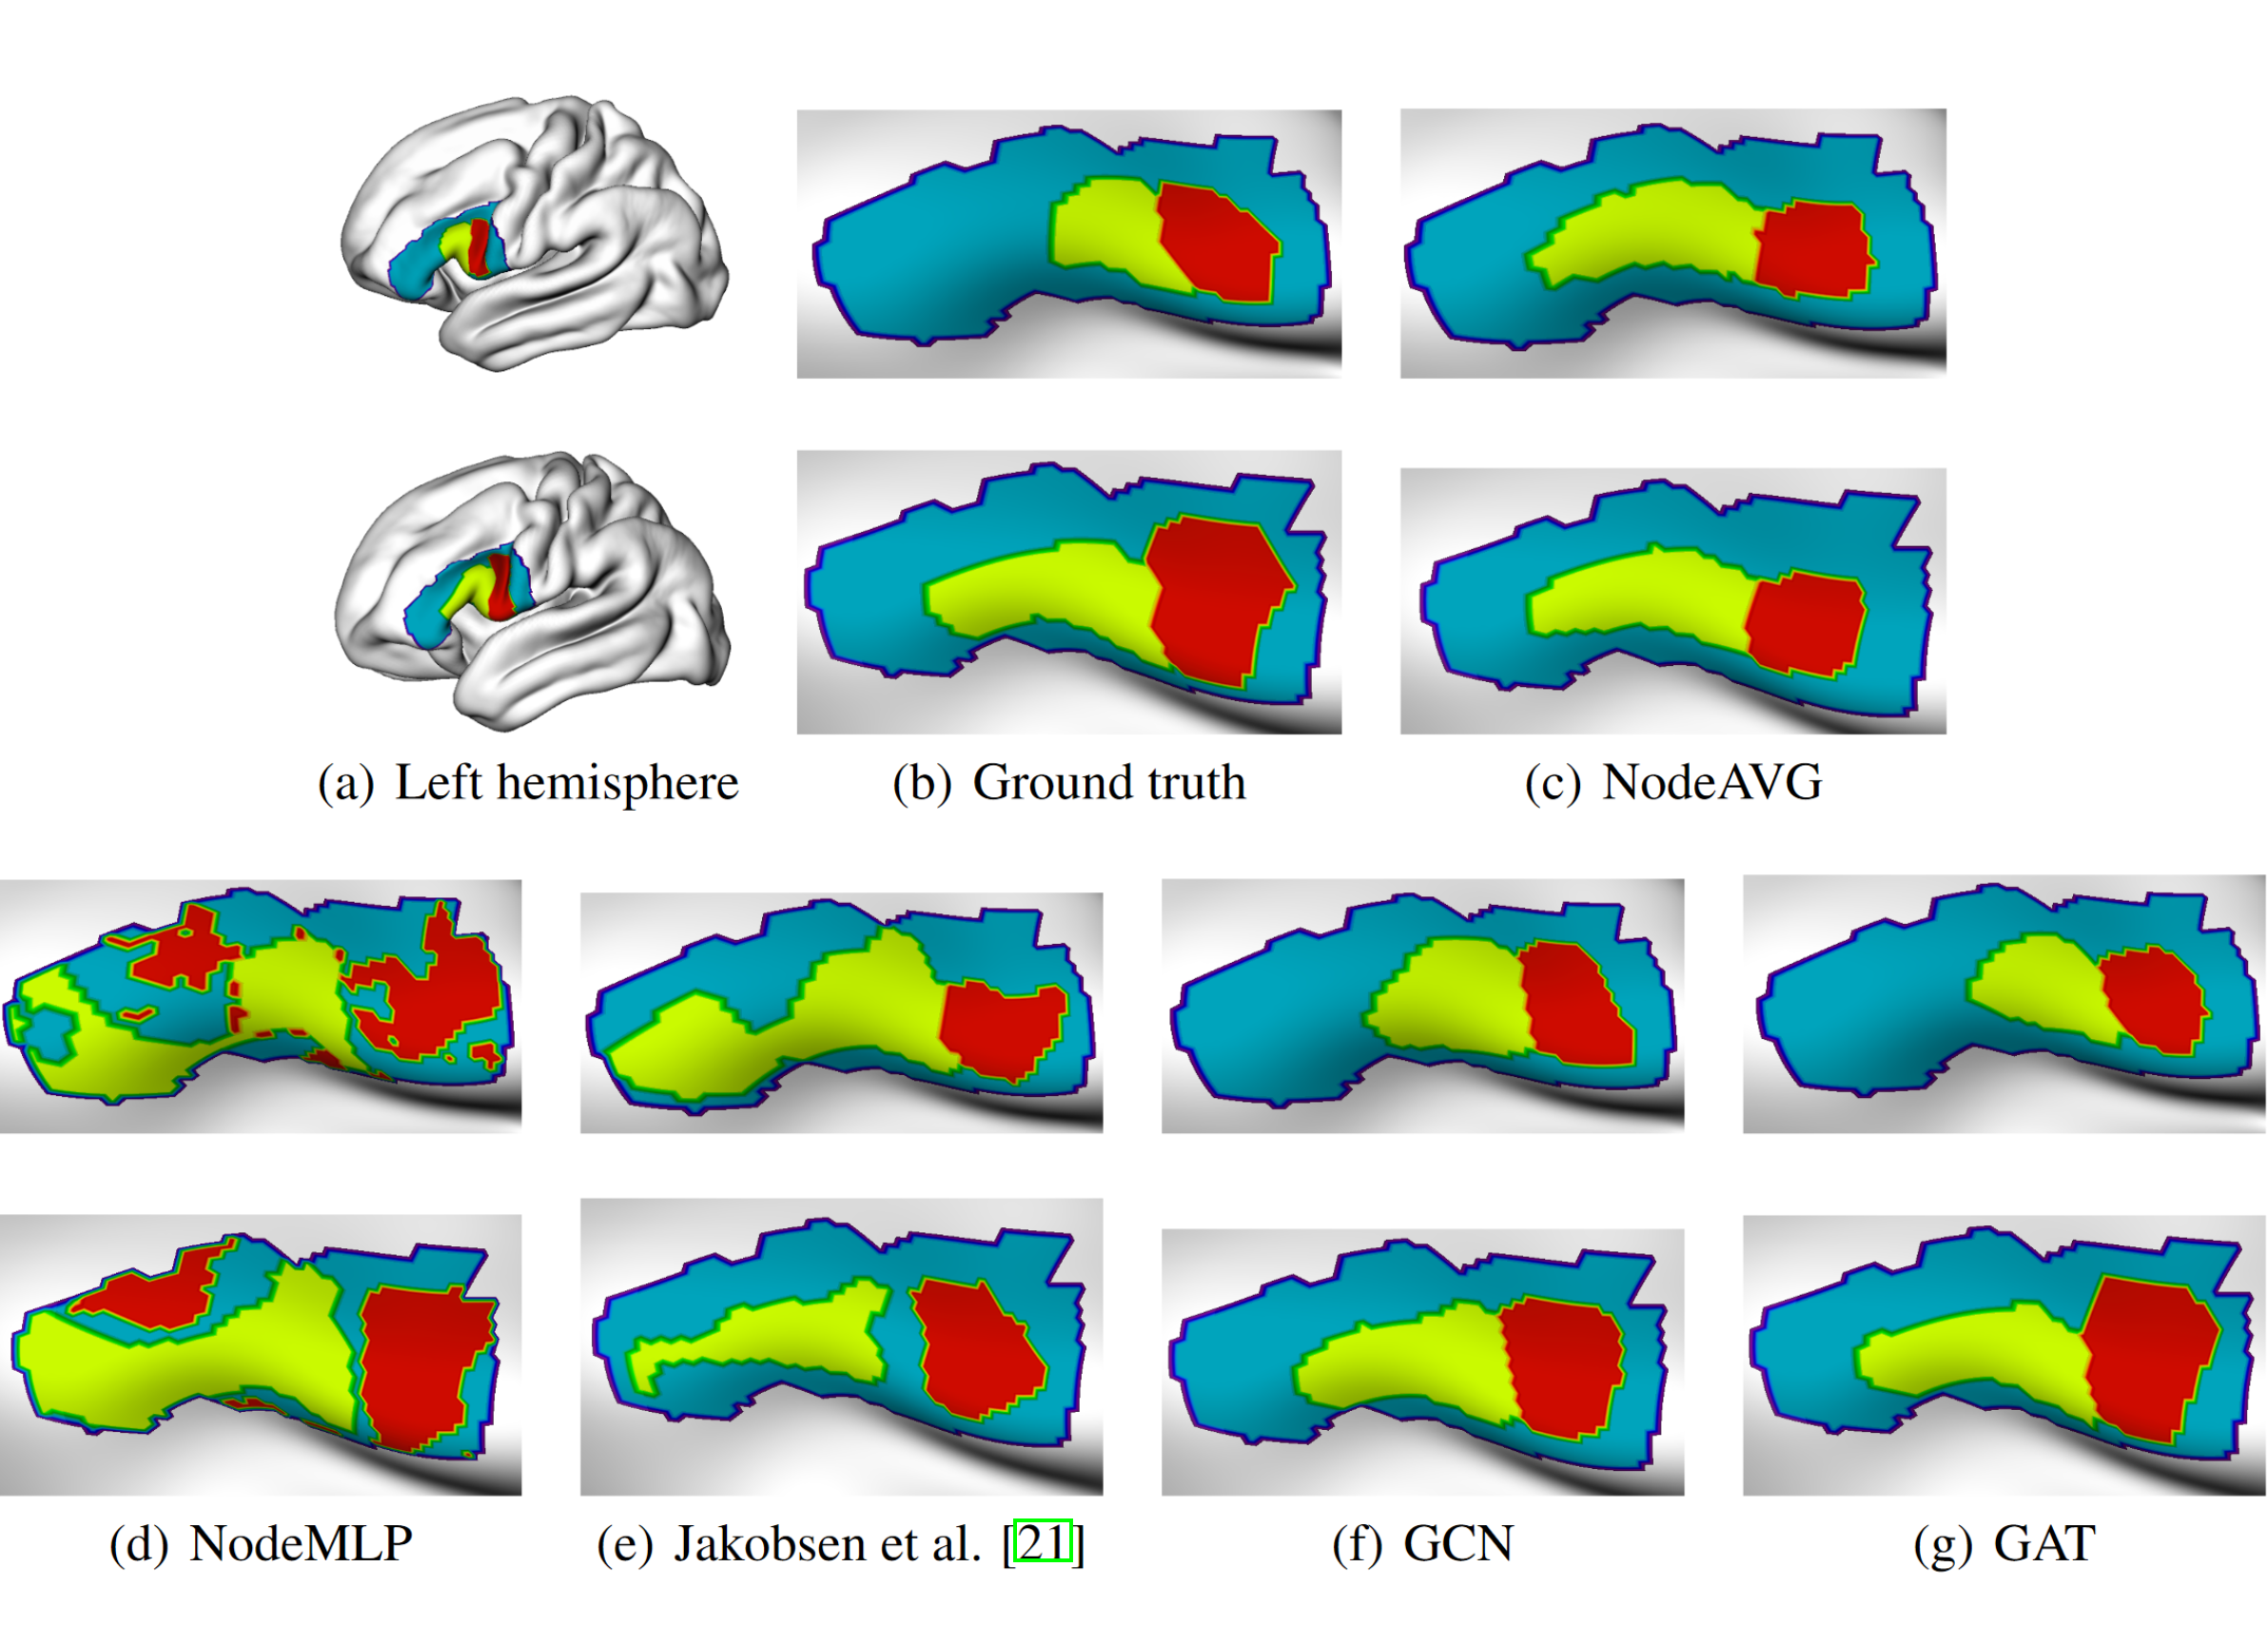 (a) Left hemisphere
(b) Ground truth
(c) NodeAVG
(d) NodeMLP
(e) Jakobsen et al. [21]
(f) GCN
(g) GAT